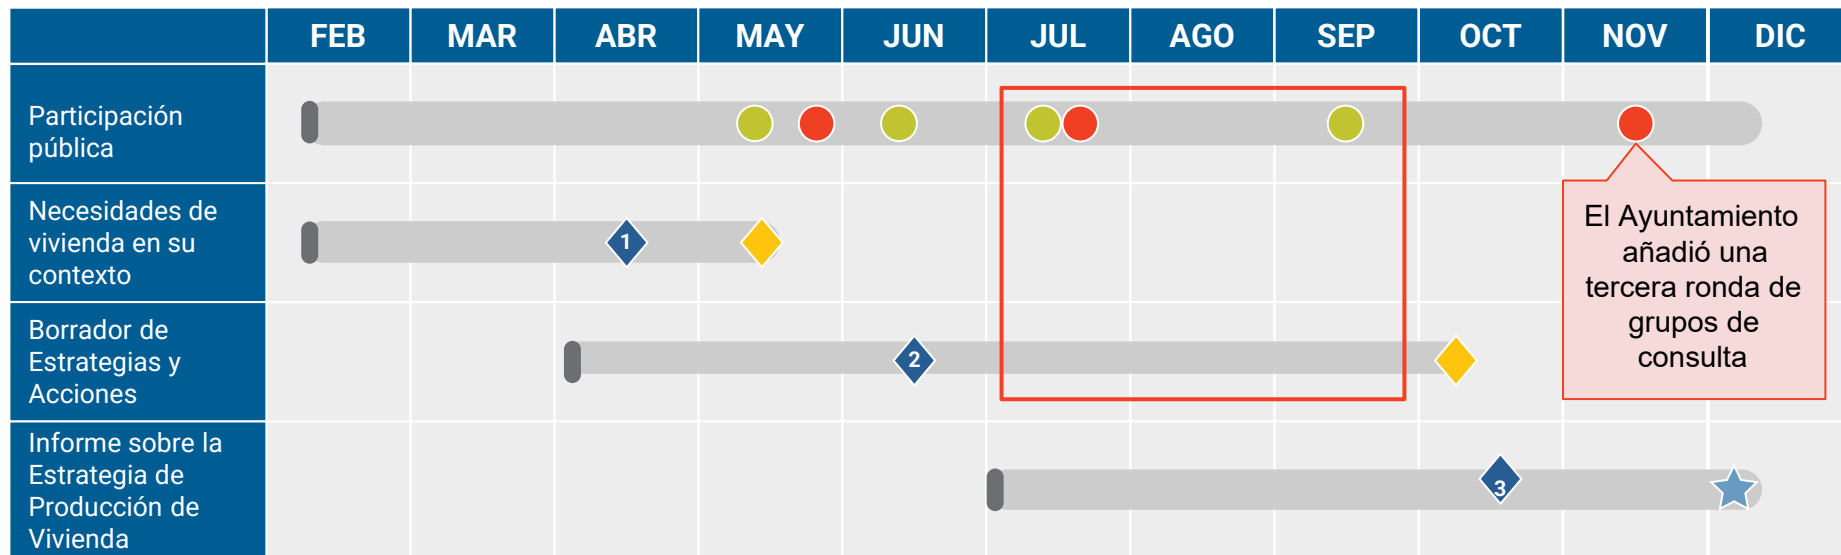 FEB MAR ABR MAY JUN JUL AGO SEP OCT NOV DIC
Participación
pública
Necesidades de
vivienda en su
contexto
1
Borrador de
Estrategias y
Acciones
2
El Ayuntamiento
añadió una
tercera ronda de
grupos de
consulta
Informe sobre la
Estrategia de
Producción de
Vivienda
3